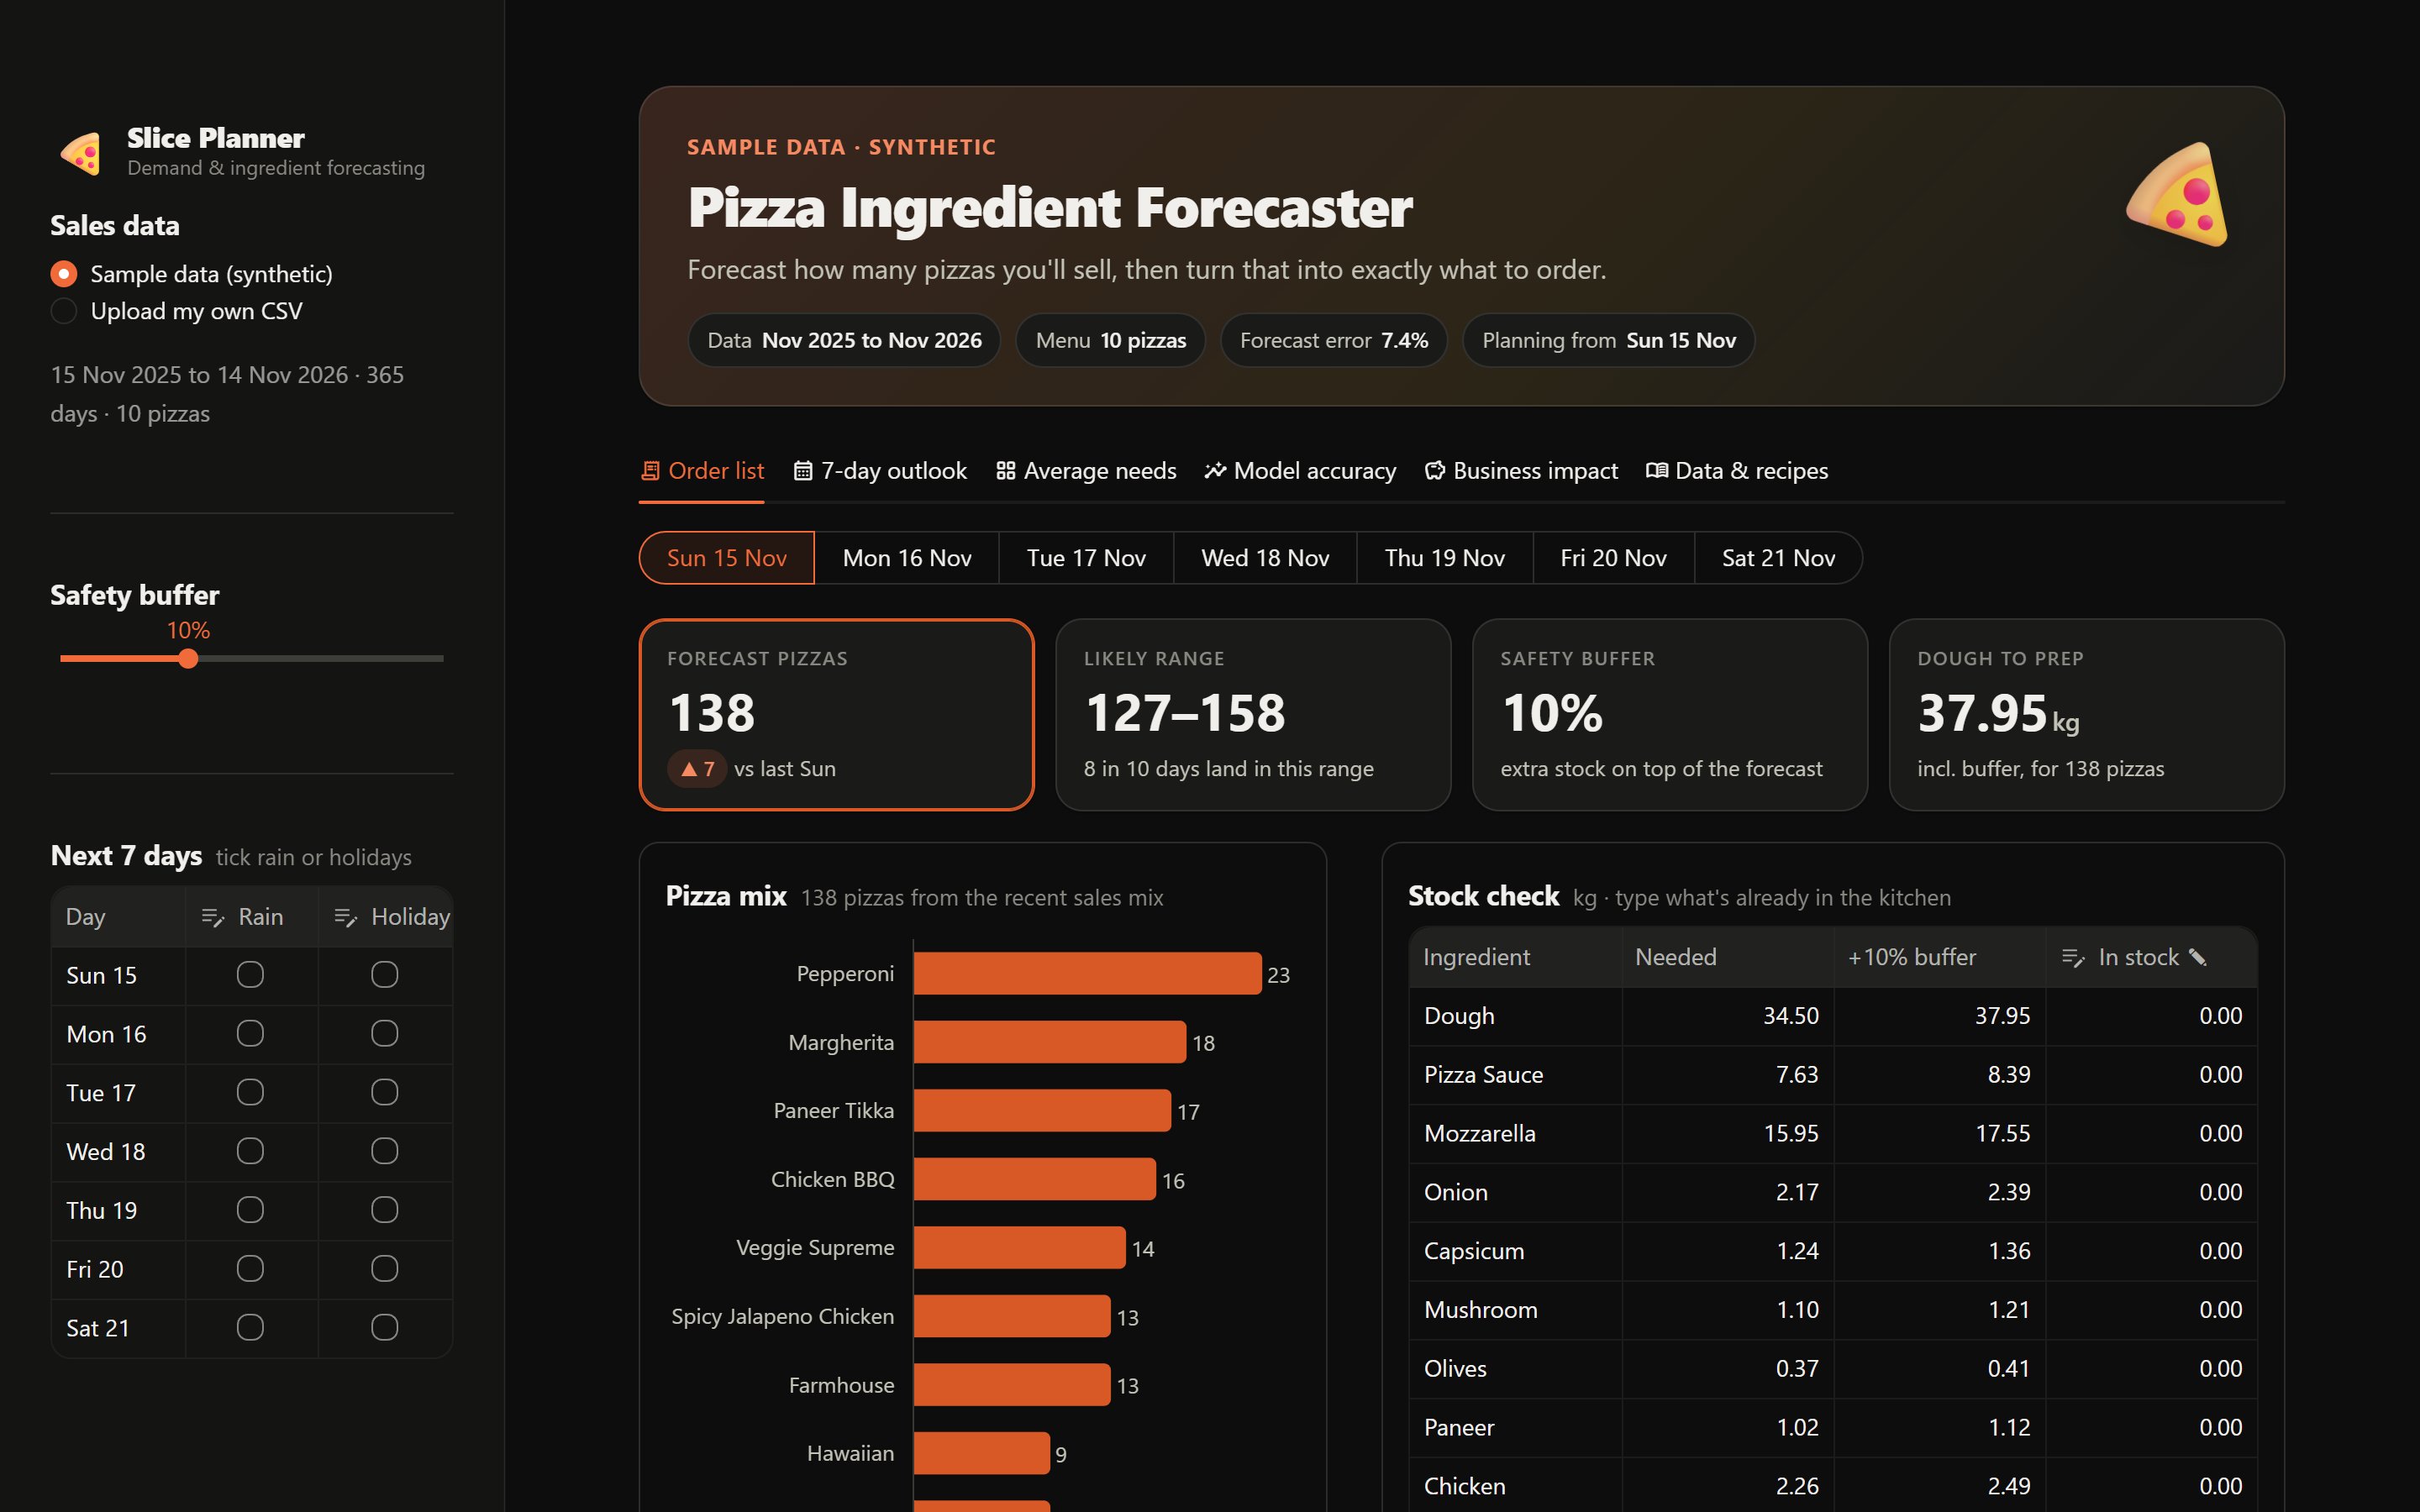 Slice Planner
Demand & ingredient forecasting
Sales data
Sample data (synthetic)
Upload my own CSV
15 Nov 2025 to 14 Nov 2026 · 365
days · 10 pizzas
Safety buffer
10%
Next 7 days tick rain or holidays
Day Rain Holiday
Sun 15
Mon 16
Tue 17
Wed 18
Thu 19
Fri 20
Sat 21
SAMPLE DATA · SYNTHETIC
Pizza Ingredient Forecaster
Forecast how many pizzas you'll sell, then turn that into exactly what to order.
Data Nov 2025 to Nov 2026 Menu 10 pizzas Forecast error 7.4% Planning from Sun 15 Nov
Order list 7-day outlook Average needs Model accuracy Business impact Data & recipes
Sun 15 Nov Mon 16 Nov Tue 17 Nov Wed 18 Nov Thu 19 Nov Fri 20 Nov Sat 21 Nov
FORECAST PIZZAS
138
▲ 7 vs last Sun
LIKELY RANGE
127–158
8 in 10 days land in this range
SAFETY BUFFER
10%
extra stock on top of the forecast
DOUGH TO PREP
37.95 kg
incl. buffer, for 138 pizzas
Pizza mix 138 pizzas from the recent sales mix
Pepperoni 23
Margherita 18
Paneer Tikka 17
Chicken BBQ 16
Veggie Supreme 14
Spicy Jalapeno Chicken 13
Farmhouse 13
Hawaiian 9
Stock check kg · type what's already in the kitchen
Ingredient Needed +10% buffer In stock
Dough 34.50 37.95 0.00
Pizza Sauce 7.63 8.39 0.00
Mozzarella 15.95 17.55 0.00
Onion 2.17 2.39 0.00
Capsicum 1.24 1.36 0.00
Mushroom 1.10 1.21 0.00
Olives 0.37 0.41 0.00
Paneer 1.02 1.12 0.00
Chicken 2.26 2.49 0.00